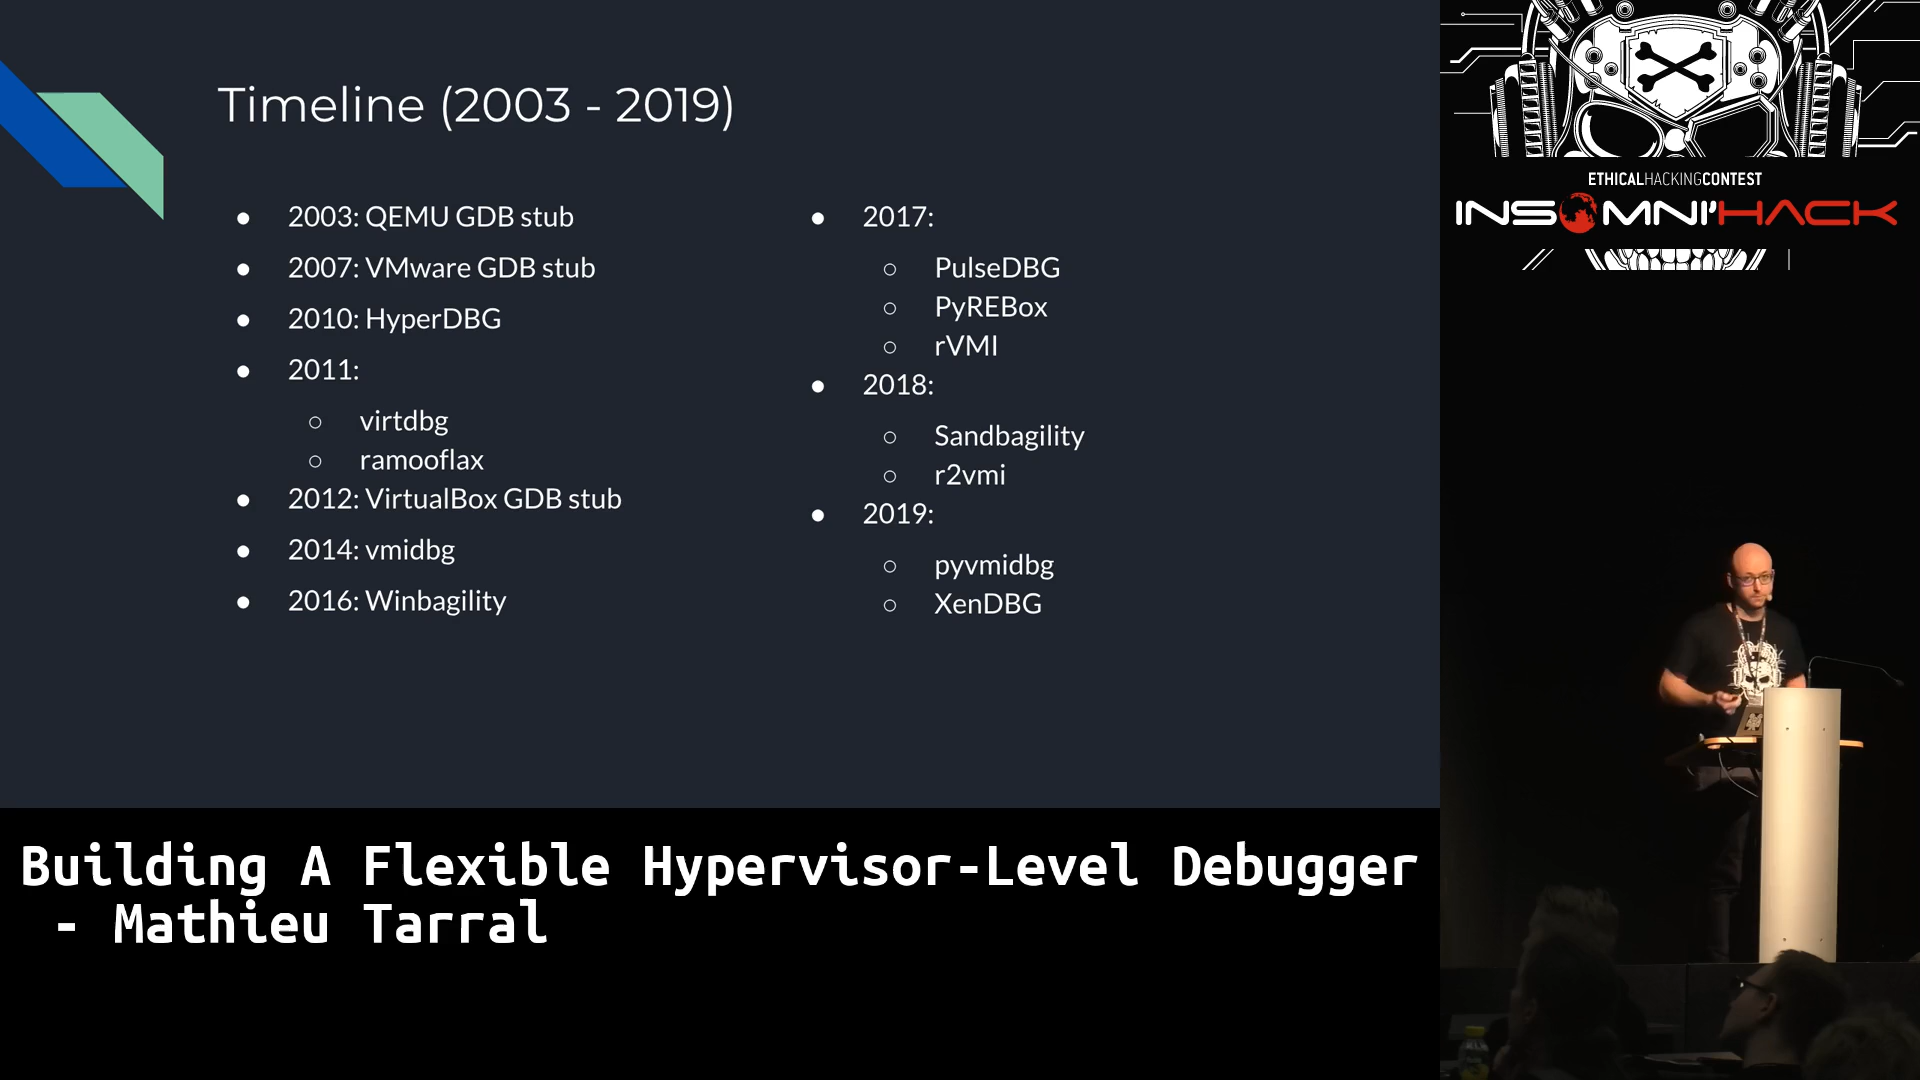 Timeline (2003 - 2019)
● 2003: QEMU GDB stub
● 2007: VMware GDB stub
● 2010: HyperDBG
● 2011:
○ virtdbg
○ ramooflax
● 2012: VirtualBox GDB stub
● 2014: vmidbg
● 2016: Winbagility
● 2017:
○ PulseDBG
○ PyREBox
○ rVMI
● 2018:
○ Sandbagility
○ r2vmi
● 2019:
○ pyvmidbg
○ XenDBG
ETHICALHACKINGCONTEST
INSOMNI'HACK
Building A Flexible Hypervisor-Level Debugger
- Mathieu Tarral